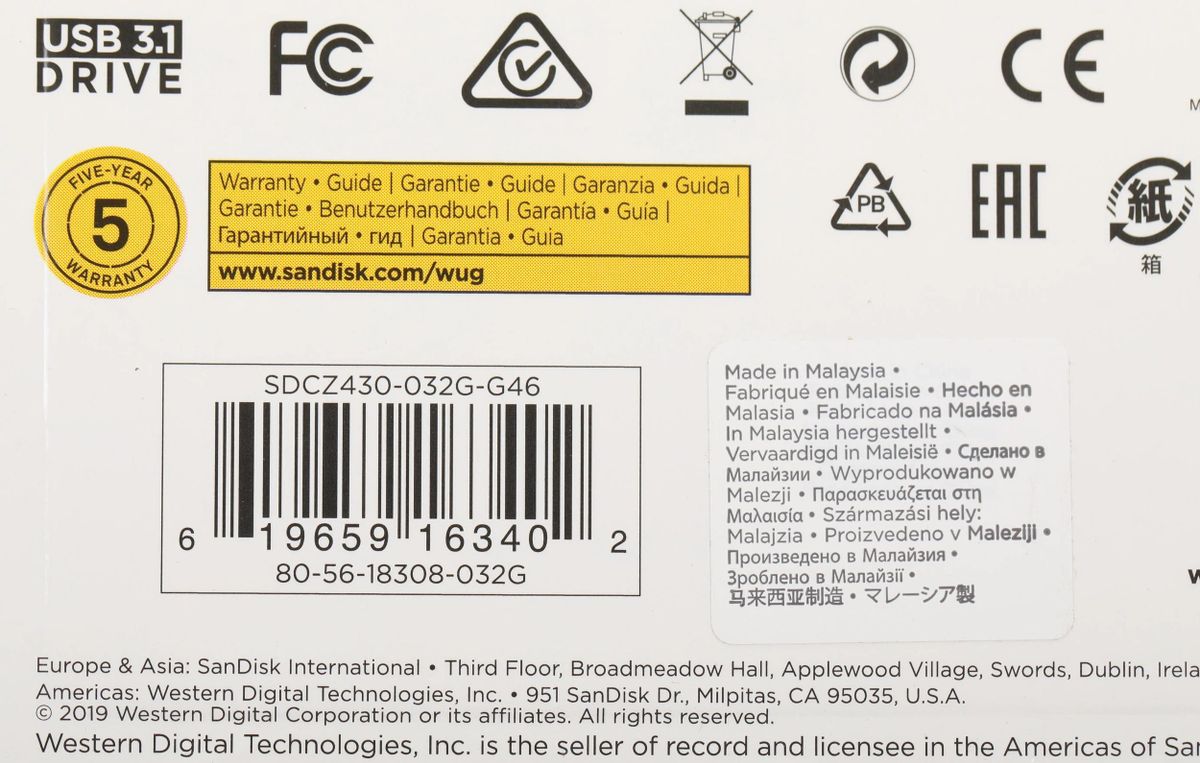 USB 3.1
DRIVE
FC
CE
FIVE-YEAR
5
WARRANTY
Warranty • Guide | Garantie • Guide | Garanzia • Guida |
Garantie • Benutzerhandbuch | Garantía • Guía |
Гарантийный • гид | Garantia • Guia
www.sandisk.com/wug
PB
EAC
紙
箱
SDCZ430-032G-G46
6 19659 16340 2
80-56-18308-032G
Made in Malaysia •
Fabriqué en Malaisie • Hecho en
Malasia • Fabricado na Malásia •
In Malaysia hergestellt •
Vervaardigd in Maleisië • Сделано в
Малайзии • Wyprodukowano w
Malezji • Παρασκευάζεται στη
Μαλαισία • Származási hely:
Malajzia • Proizvedeno v Maleziji •
Произведено в Малайзия •
Зроблено в Малайзії •
马来西亚制造 • マレーシア製
Europe & Asia: SanDisk International • Third Floor, Broadmeadow Hall, Applewood Village, Swords, Dublin, Irela
Americas: Western Digital Technologies, Inc. • 951 SanDisk Dr., Milpitas, CA 95035, U.S.A.
© 2019 Western Digital Corporation or its affiliates. All rights reserved.
Western Digital Technologies, Inc. is the seller of record and licensee in the Americas of Sa